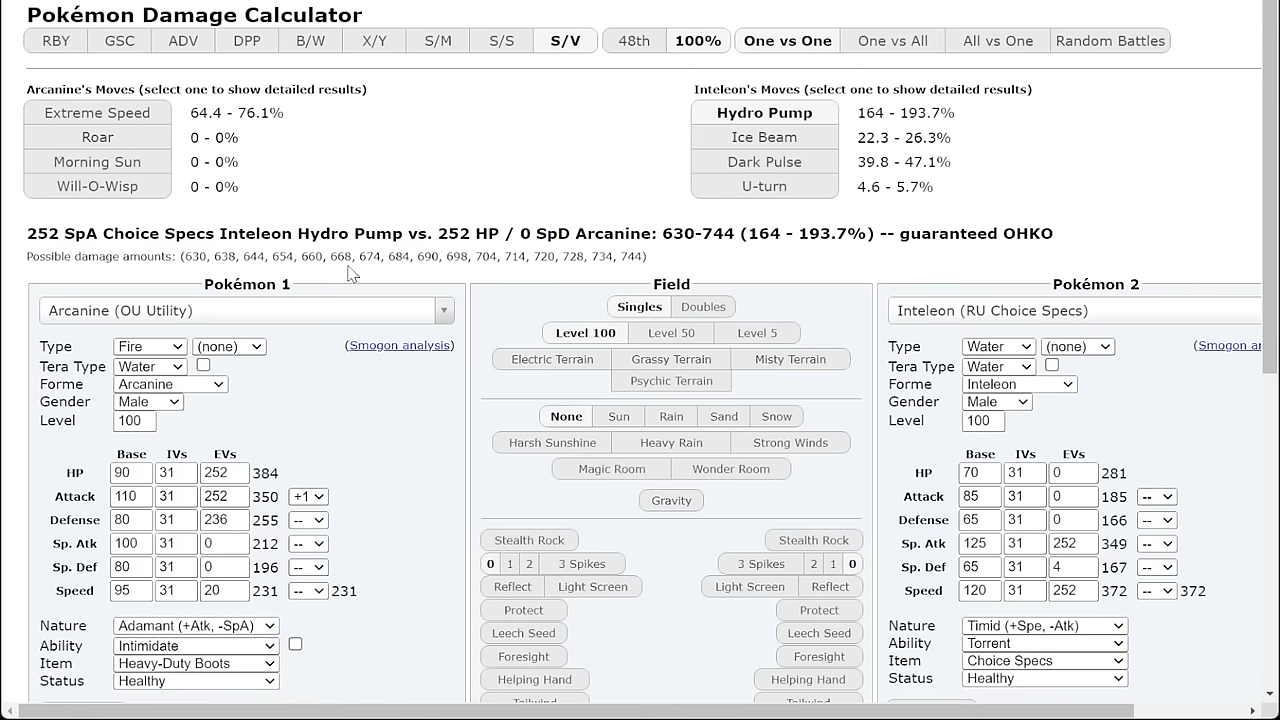 Pokémon Damage Calculator
RBY GSC ADV DPP B/W X/Y S/M S/S S/V 48th 100% One vs One One vs All All vs One Random Battles
Arcanine's Moves (select one to show detailed results)
Extreme Speed 64.4 - 76.1%
Roar 0 - 0%
Morning Sun 0 - 0%
Will-O-Wisp 0 - 0%
Inteleon's Moves (select one to show detailed results)
Hydro Pump 164 - 193.7%
Ice Beam 22.3 - 26.3%
Dark Pulse 39.8 - 47.1%
U-turn 4.6 - 5.7%
252 SpA Choice Specs Inteleon Hydro Pump vs. 252 HP / 0 SpD Arcanine: 630-744 (164 - 193.7%) -- guaranteed OHKO
Possible damage amounts: (630, 638, 644, 654, 660, 668, 674, 684, 690, 698, 704, 714, 720, 728, 734, 744)
Pokémon 1
Arcanine (OU Utility)
Type Fire (none) (Smogon analysis)
Tera Type Water
Forme Arcanine
Gender Male
Level 100
Base IVs EVs
HP 90 31 252 384
Attack 110 31 252 350 +1
Defense 80 31 236 255 --
Sp. Atk 100 31 0 212 --
Sp. Def 80 31 0 196 --
Speed 95 31 20 231 -- 231
Nature Adamant (+Atk, -SpA)
Ability Intimidate
Item Heavy-Duty Boots
Status Healthy
Field
Singles Doubles
Level 100 Level 50 Level 5
Electric Terrain Grassy Terrain Misty Terrain
Psychic Terrain
None Sun Rain Sand Snow
Harsh Sunshine Heavy Rain Strong Winds
Magic Room Wonder Room
Gravity
Stealth Rock Stealth Rock
0 1 2 3 Spikes 3 Spikes 2 1 0
Reflect Light Screen Light Screen Reflect
Protect Protect
Leech Seed Leech Seed
Foresight Foresight
Helping Hand Helping Hand
Tailwind Tailwind
Pokémon 2
Inteleon (RU Choice Specs)
Type Water (none) (Smogon ar
Tera Type Water
Forme Inteleon
Gender Male
Level 100
Base IVs EVs
HP 70 31 0 281
Attack 85 31 0 185 --
Defense 65 31 0 166 --
Sp. Atk 125 31 252 349 --
Sp. Def 65 31 4 167 --
Speed 120 31 252 372 -- 372
Nature Timid (+Spe, -Atk)
Ability Torrent
Item Choice Specs
Status Healthy